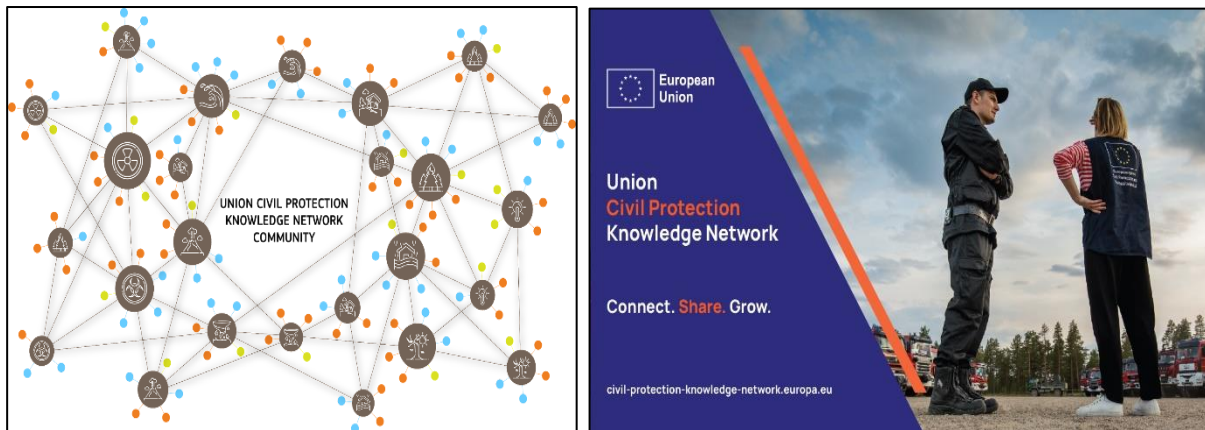 UNION CIVIL PROTECTION
KNOWLEDGE NETWORK
COMMUNITY
European
Union
Union
Civil Protection
Knowledge Network
Connect. Share. Grow.
civil-protection-knowledge-network.europa.eu